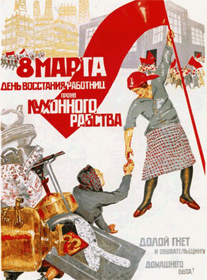 8 МАРТА
ДЕНЬ ВОССТАНИЯ РАБОТНИЦ
ПРОТИВ
КУХОННОГО
РАБСТВА
ДОЛОЙ ГНЕТ
И ОБЫВАТЕЛЬЩИНУ
ДОМАШНЕГО
БЫТА!